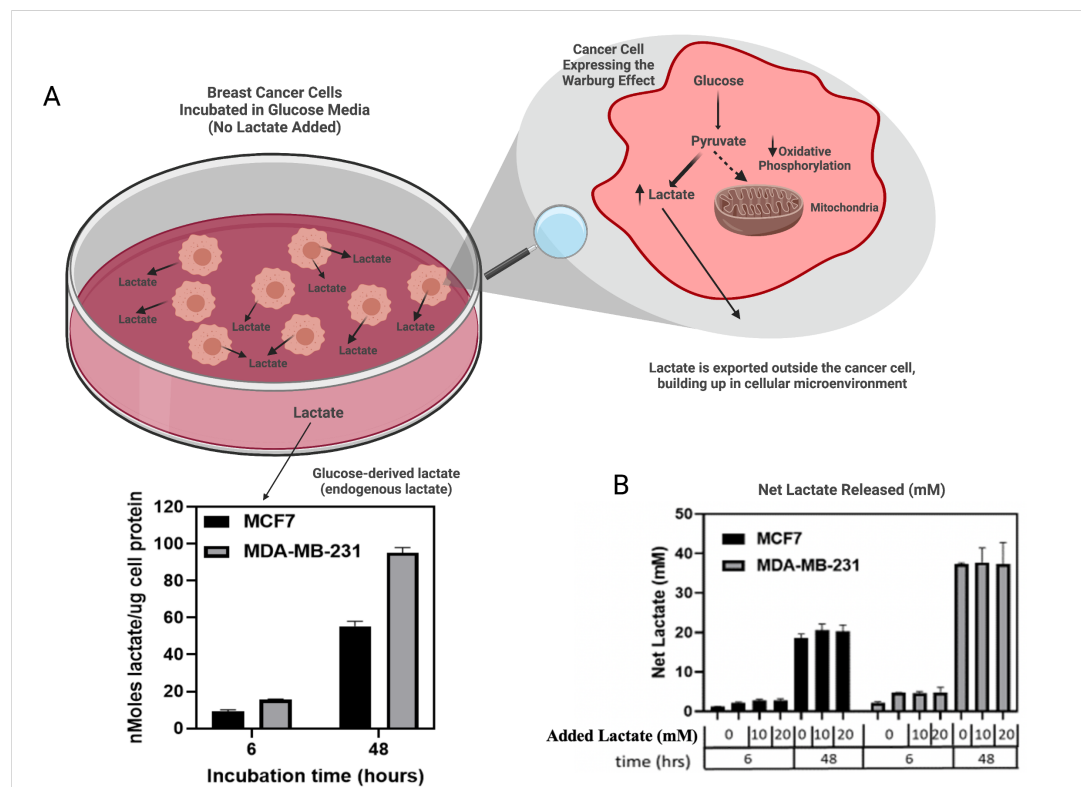 A
Breast Cancer Cells
Incubated in Glucose Media
(No Lactate Added)
Cancer Cell
Expressing the
Warburg Effect
Glucose
Pyruvate
Oxidative
Phosphorylation
Lactate
Mitochondria
Lactate
Lactate
Lactate
Lactate
Lactate
Lactate
Lactate
Lactate
Lactate is exported outside the cancer cell,
building up in cellular microenvironment
Lactate
Glucose-derived lactate
(endogenous lactate)
nMoles lactate/ug cell protein
120
100
80
60
40
20
0
MCF7
MDA-MB-231
6 48
Incubation time (hours)
B
Net Lactate Released (mM)
Net Lactate (mM)
50
40
30
20
10
0
MCF7
MDA-MB-231
Added Lactate (mM) 0 10 20 0 10 20 0 10 20 0 10 20
time (hrs) 6 48 6 48